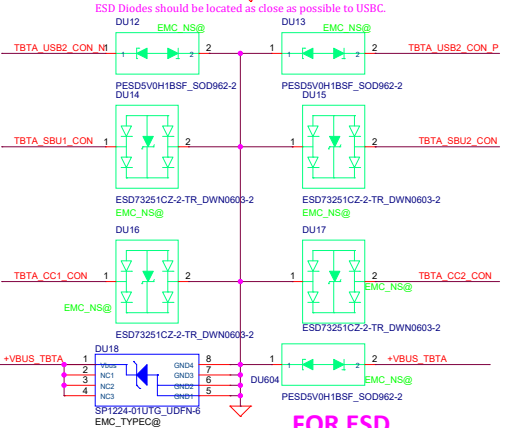 ESD Diodes should be located as close as possible to USBC.
DU12
EMC_NS@
DU13
EMC_NS@
TBTA_USB2_CON_N 1
2
1
2
TBTA_USB2_CON_P
PESD5V0H1BSF_SOD962-2
PESD5V0H1BSF_SOD962-2
DU14
DU15
TBTA_SBU1_CON
1
2
1
2
TBTA_SBU2_CON
ESD73251CZ-2-TR_DWN0603-2
ESD73251CZ-2-TR_DWN0603-2
EMC_NS@
EMC_NS@
DU16
DU17
TBTA_CC1_CON
1
2
1
2
TBTA_CC2_CON
EMC_NS@
EMC_NS@
ESD73251CZ-2-TR_DWN0603-2
ESD73251CZ-2-TR_DWN0603-2
DU18
+VBUS_TBTA
1
Vbus
GND4
8
1
2
+VBUS_TBTA
2
NC1
GND3
7
3
NC2
GND2
6
DU604
EMC_NS@
4
NC3
GND1
5
PESD5V0H1BSF_SOD962-2
SP1224-01UTG_UDFN-6
EMC_TYPEC@
FOR ESD